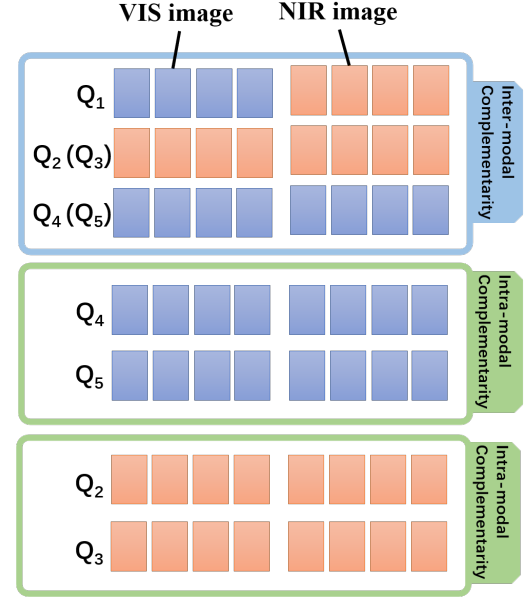 VIS image
NIR image
Q1
Q2 (Q3)
Q4 (Q5)
Inter-modal
Complementarity
Q4
Q5
Intra-modal
Complementarity
Q2
Q3
Intra-modal
Complementarity